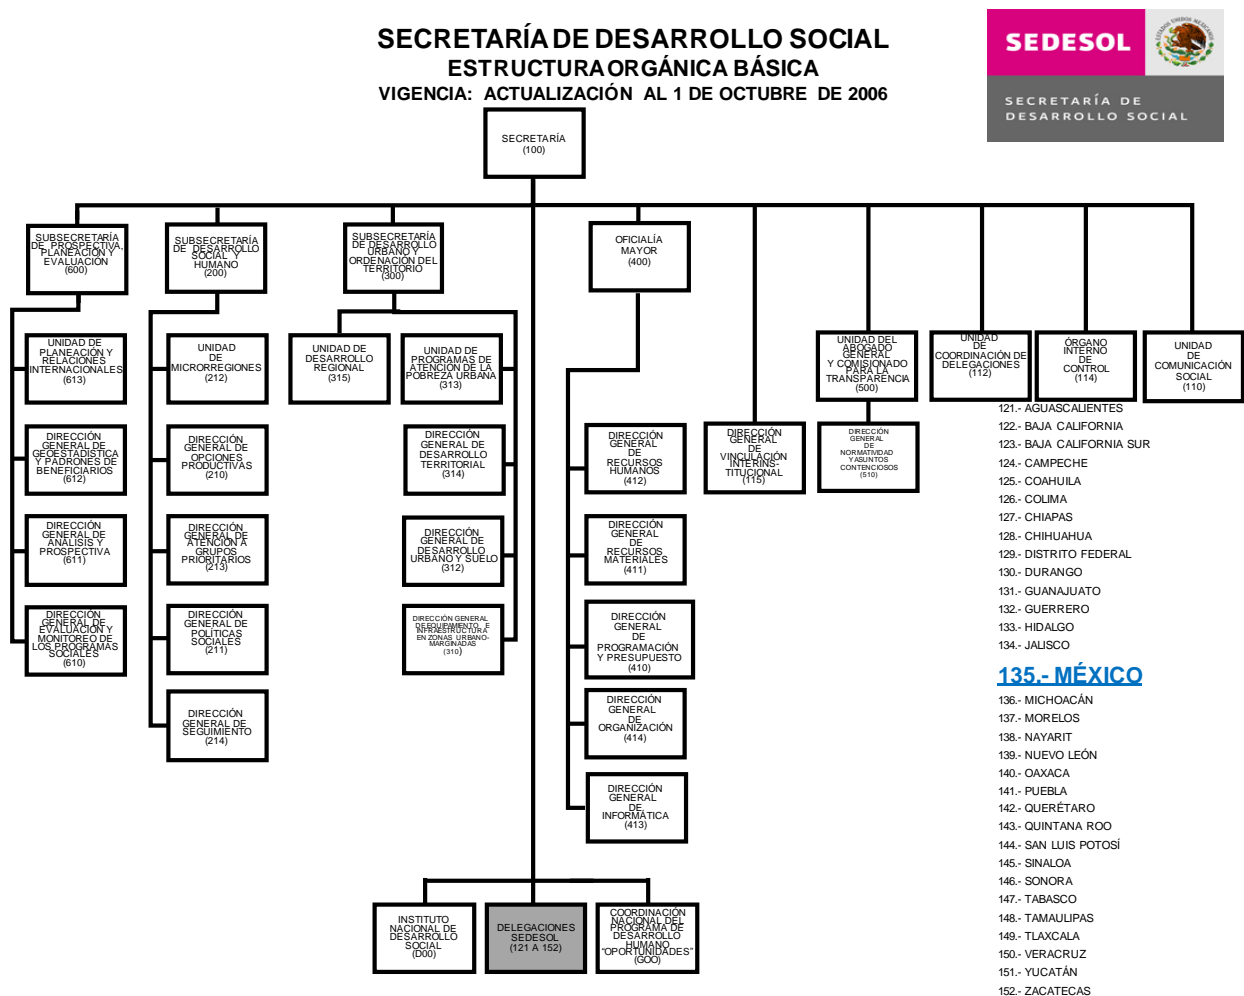 SECRETARÍA DE DESARROLLO SOCIAL
ESTRUCTURA ORGÁNICA BÁSICA
VIGENCIA: ACTUALIZACIÓN AL 1 DE OCTUBRE DE 2006
SEDESOL
ESTADOS UNIDOS MEXICANOS
SECRETARÍA DE
DESARROLLO SOCIAL
SECRETARÍA
(100)
SUBSECRETARÍA
DE PROSPECTIVA,
PLANEACIÓN Y
EVALUACIÓN
(600)
SUBSECRETARÍA
DE DESARROLLO
SOCIAL Y
HUMANO
(200)
SUBSECRETARÍA
DE DESARROLLO
URBANO Y
ORDENACIÓN DEL
TERRITORIO
(300)
OFICIALÍA
MAYOR
(400)
UNIDAD DE
PLANEACIÓN Y
RELACIONES
INTERNACIONALES
(613)
UNIDAD
DE
MICRORREGIONES
(212)
UNIDAD DE
DESARROLLO
REGIONAL
(315)
UNIDAD DE
PROGRAMAS DE
ATENCIÓN DE LA
POBREZA URBANA
(313)
UNIDAD DEL
ABOGADO
GENERAL
Y COMISIONADO
PARA LA
TRANSPARENCIA
(500)
UNIDAD
DE
COORDINACIÓN DE
DELEGACIONES
(112)
ÓRGANO
INTERNO
DE
CONTROL
(114)
UNIDAD
DE
COMUNICACIÓN
SOCIAL
(110)
DIRECCIÓN
GENERAL DE
GEOESTADÍSTICA
Y PADRONES DE
BENEFICIARIOS
(612)
DIRECCIÓN
GENERAL DE
OPCIONES
PRODUCTIVAS
(210)
DIRECCIÓN
GENERAL DE
DESARROLLO
TERRITORIAL
(314)
DIRECCIÓN
GENERAL
DE
RECURSOS
HUMANOS
(412)
DIRECCIÓN
GENERAL
DE
VINCULACIÓN
INTERINS-
TITUCIONAL
(115)
DIRECCIÓN
GENERAL
DE
NORMATIVIDAD
Y ASUNTOS
CONTENCIOSOS
(510)
DIRECCIÓN
GENERAL DE
ANÁLISIS Y
PROSPECTIVA
(611)
DIRECCIÓN
GENERAL DE
ATENCIÓN A
GRUPOS
PRIORITARIOS
(213)
DIRECCIÓN
GENERAL DE
DESARROLLO
URBANO Y SUELO
(312)
DIRECCIÓN
GENERAL
DE
RECURSOS
MATERIALES
(411)
DIRECCIÓN
GENERAL DE
EVALUACIÓN Y
MONITOREO DE
LOS PROGRAMAS
SOCIALES
(610)
DIRECCIÓN
GENERAL DE
POLÍTICAS
SOCIALES
(211)
DIRECCIÓN GENERAL
DE EQUIPAMIENTO E
INFRAESTRUCTURA
EN ZONAS URBANO-
MARGINADAS
(310)
DIRECCIÓN
GENERAL
DE
PROGRAMACIÓN
Y PRESUPUESTO
(410)
DIRECCIÓN
GENERAL DE
SEGUIMIENTO
(214)
DIRECCIÓN
GENERAL
DE
ORGANIZACIÓN
(414)
DIRECCIÓN
GENERAL
DE
INFORMÁTICA
(413)
INSTITUTO
NACIONAL DE
DESARROLLO
SOCIAL
(D00)
DELEGACIONES
SEDESOL
(121 A 152)
COORDINACIÓN
NACIONAL DEL
PROGRAMA DE
DESARROLLO
HUMANO
"OPORTUNIDADES"
(GOO)
121.- AGUASCALIENTES
122.- BAJA CALIFORNIA
123.- BAJA CALIFORNIA SUR
124.- CAMPECHE
125.- COAHUILA
126.- COLIMA
127.- CHIAPAS
128.- CHIHUAHUA
129.- DISTRITO FEDERAL
130.- DURANGO
131.- GUANAJUATO
132.- GUERRERO
133.- HIDALGO
134.- JALISCO
135.- MÉXICO
136.- MICHOACÁN
137.- MORELOS
138.- NAYARIT
139.- NUEVO LEÓN
140.- OAXACA
141.- PUEBLA
142.- QUERÉTARO
143.- QUINTANA ROO
144.- SAN LUIS POTOSÍ
145.- SINALOA
146.- SONORA
147.- TABASCO
148.- TAMAULIPAS
149.- TLAXCALA
150.- VERACRUZ
151.- YUCATÁN
152.- ZACATECAS